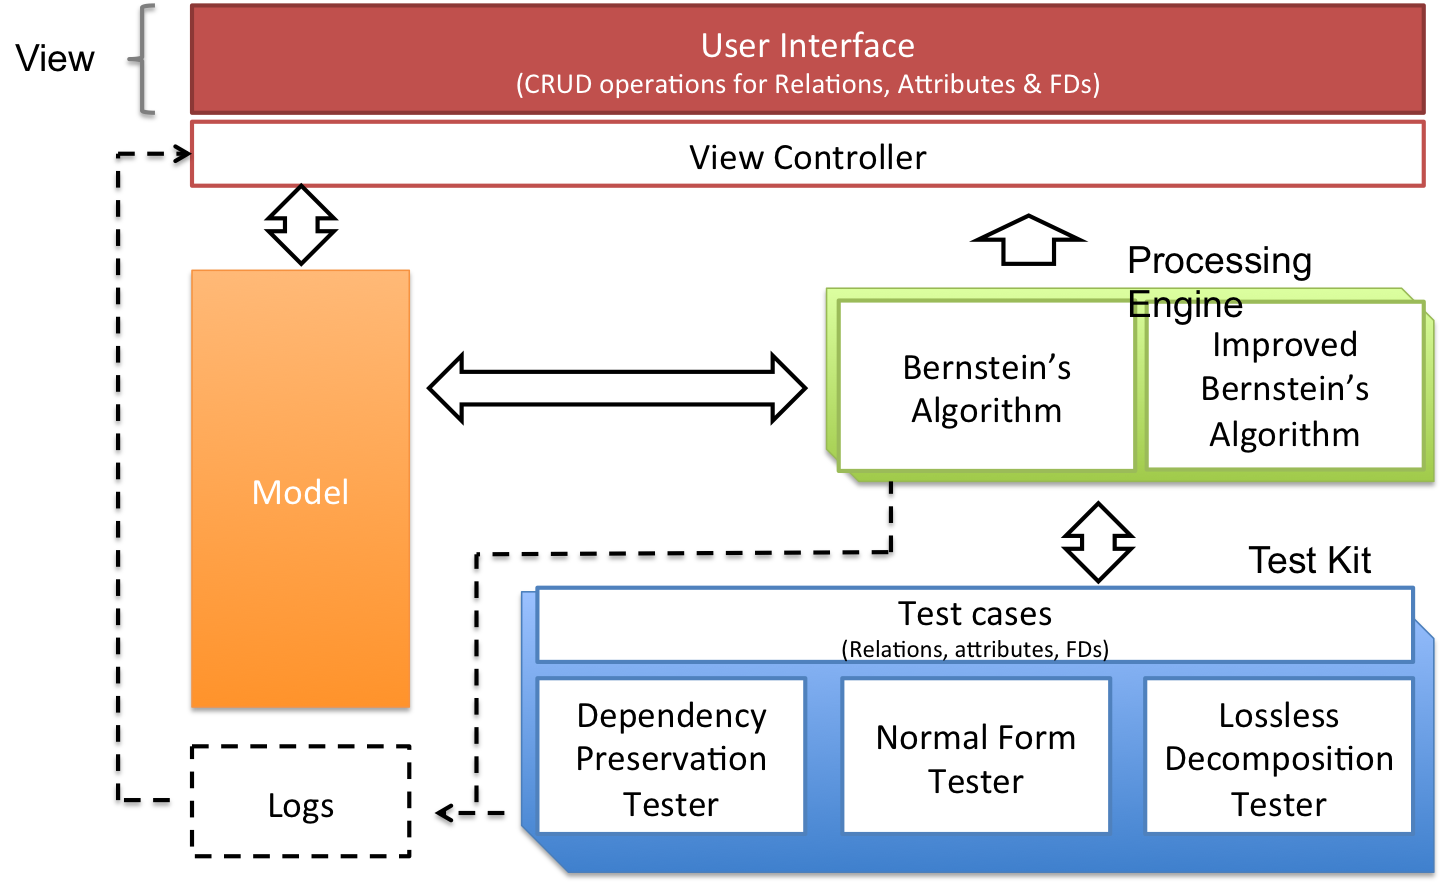 View
User Interface
(CRUD operations for Relations, Attributes & FDs)
View Controller
Processing
Engine
Bernstein’s
Algorithm
Improved
Bernstein’s
Algorithm
Model
Test Kit
Test cases
(Relations, attributes, FDs)
Dependency
Preservation
Tester
Normal Form
Tester
Lossless
Decomposition
Tester
Logs